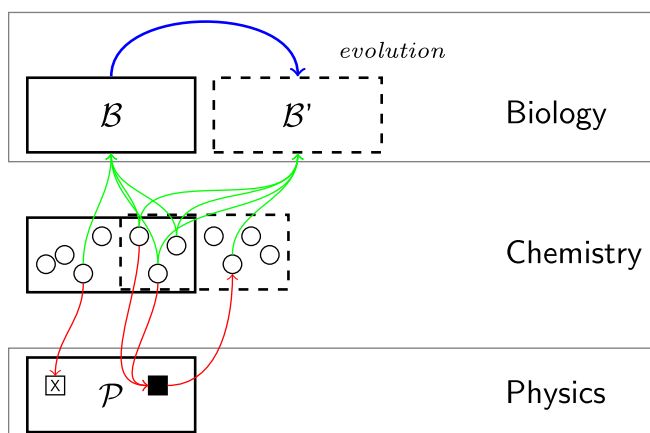 evolution
ℬ ℬ' Biology
Chemistry
X 𝒫 Physics